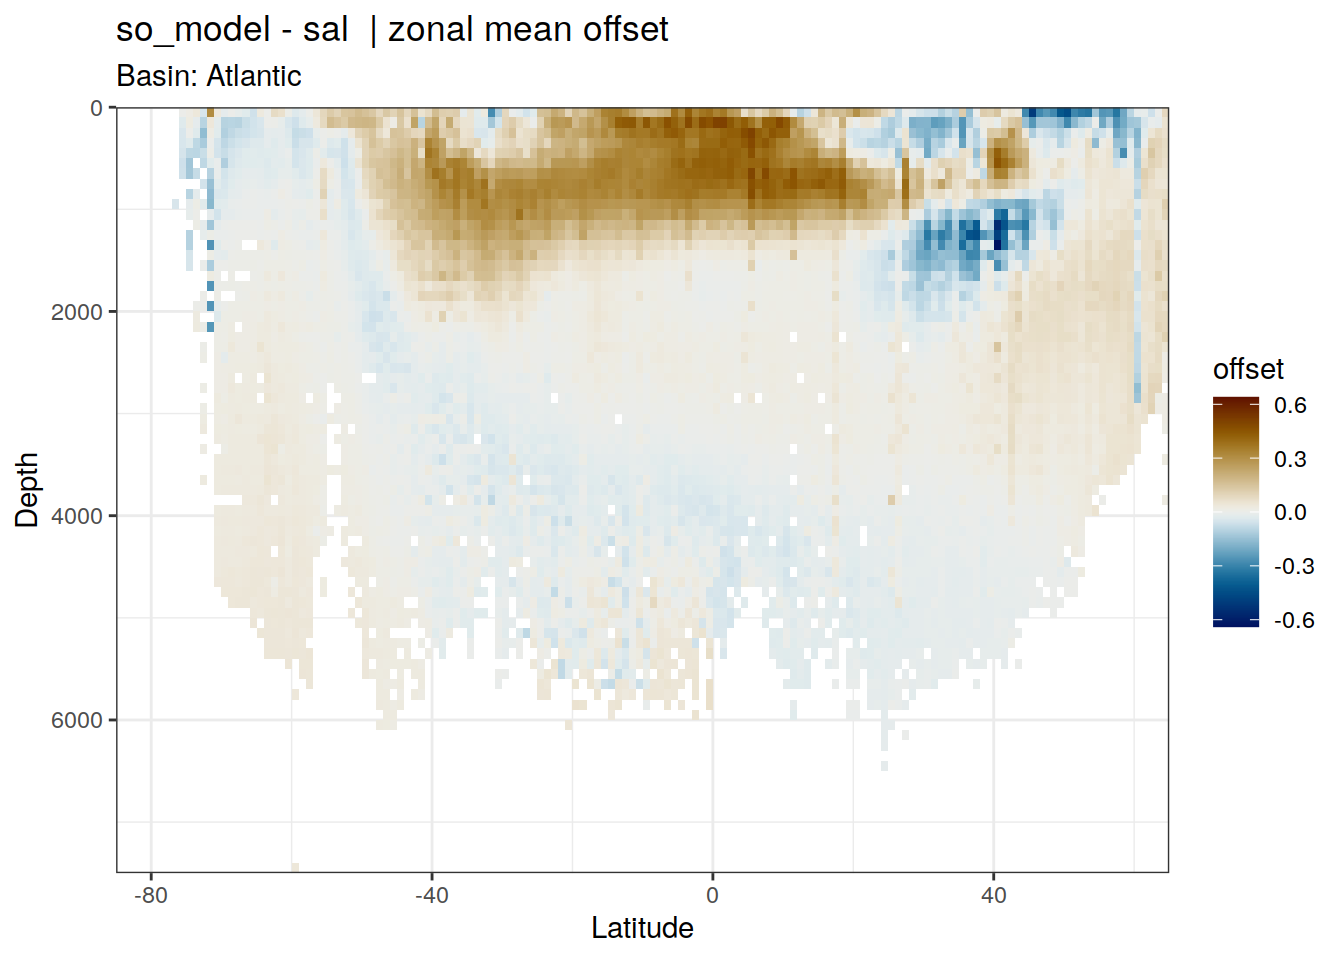 so_model - sal  | zonal mean offset
Basin: Atlantic
0
2000
4000
6000
Depth
-80
-40
0
40
Latitude
offset
0.6
0.3
0.0
-0.3
-0.6